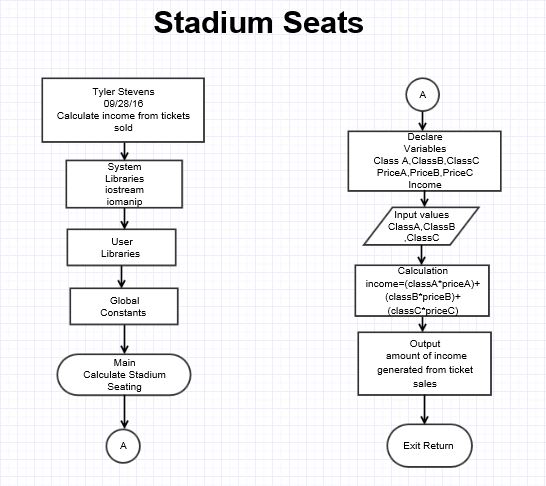 Stadium Seats
Tyler Stevens
09/28/16
Calculate income from tickets
sold
System
Libraries
iostream
iomanip
User
Libraries
Global
Constants
Main
Calculate Stadium
Seating
A
A
Declare
Variables
Class A,ClassB,ClassC
PriceA,PriceB,PriceC
Income
Input values
ClassA,ClassB
,ClassC
Calculation
income=(classA*priceA)+
(classB*priceB)+
(classC*priceC)
Output
amount of income
generated from ticket
sales
Exit Return